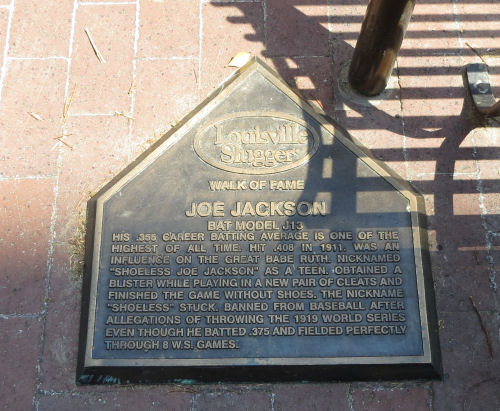 Louisville
Slugger
WALK OF FAME
JOE JACKSON
BAT MODEL J13
HIS .356 CAREER BATTING AVERAGE IS ONE OF THE
HIGHEST OF ALL TIME. HIT .408 IN 1911. WAS AN
INFLUENCE ON THE GREAT BABE RUTH. NICKNAMED
"SHOELESS JOE JACKSON" AS A TEEN. OBTAINED A
BLISTER WHILE PLAYING IN A NEW PAIR OF CLEATS AND
FINISHED THE GAME WITHOUT SHOES. THE NICKNAME
"SHOELESS" STUCK. BANNED FROM BASEBALL AFTER
ALLEGATIONS OF THROWING THE 1919 WORLD SERIES
EVEN THOUGH HE BATTED .375 AND FIELDED PERFECTLY
THROUGH 8 W.S. GAMES.